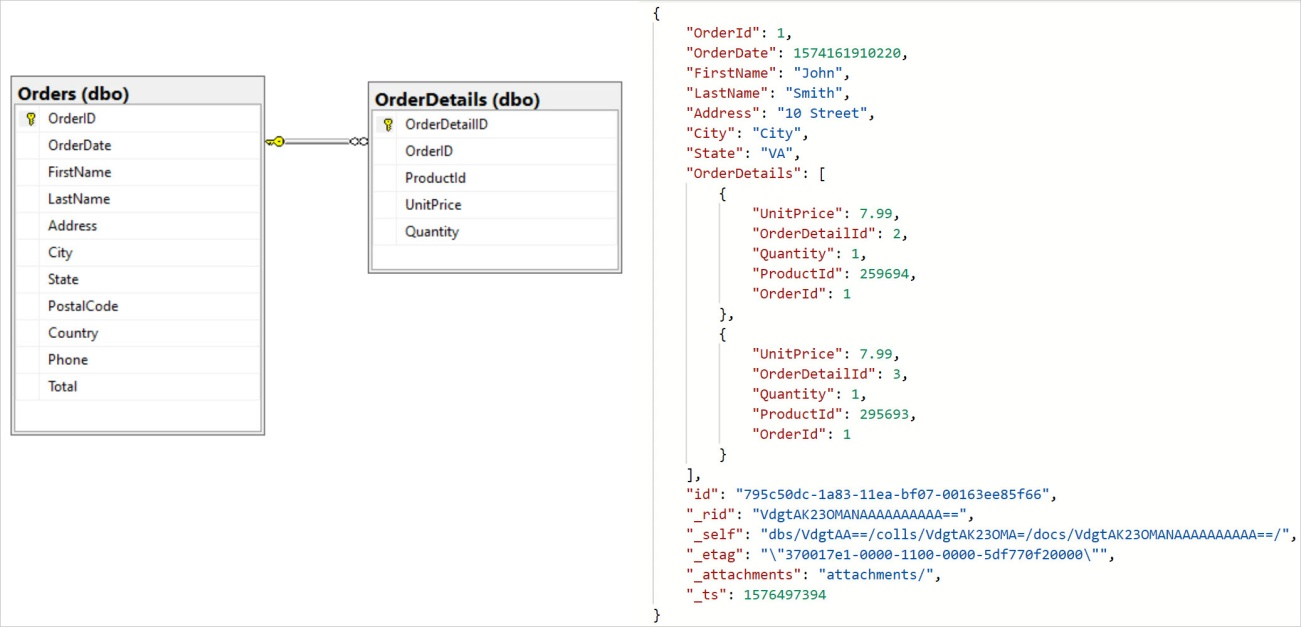 Orders (dbo)
OrderID
OrderDate
FirstName
LastName
Address
City
State
PostalCode
Country
Phone
Total
OrderDetails (dbo)
OrderDetailID
OrderID
ProductId
UnitPrice
Quantity
{
"OrderId": 1,
"OrderDate": 1574161910220,
"FirstName": "John",
"LastName": "Smith",
"Address": "10 Street",
"City": "City",
"State": "VA",
"OrderDetails": [
{
"UnitPrice": 7.99,
"OrderDetailId": 2,
"Quantity": 1,
"ProductId": 259694,
"OrderId": 1
},
{
"UnitPrice": 7.99,
"OrderDetailId": 3,
"Quantity": 1,
"ProductId": 295693,
"OrderId": 1
}
],
"id": "795c50dc-1a83-11ea-bf07-00163ee85f66",
"_rid": "VdgtAK23OMANAAAAAAAAAA==",
"_self": "dbs/VdgtAA==/colls/VdgtAK23OMA=/docs/VdgtAK23OMANAAAAAAAAAA==/",
"_etag": "\"370017e1-0000-1100-0000-5df770f20000\"",
"_attachments": "attachments/",
"_ts": 1576497394
}